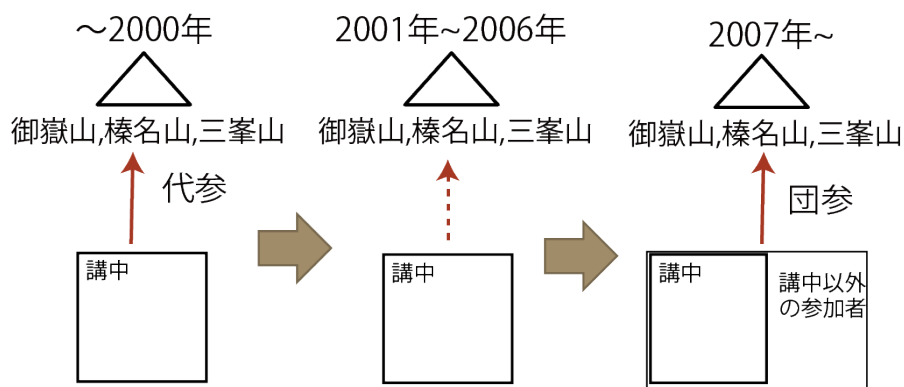 ～2000年
御嶽山,榛名山,三峯山
代参
講中
2001年~2006年
御嶽山,榛名山,三峯山
講中
2007年~
御嶽山,榛名山,三峯山
団参
講中
講中以外
の参加者